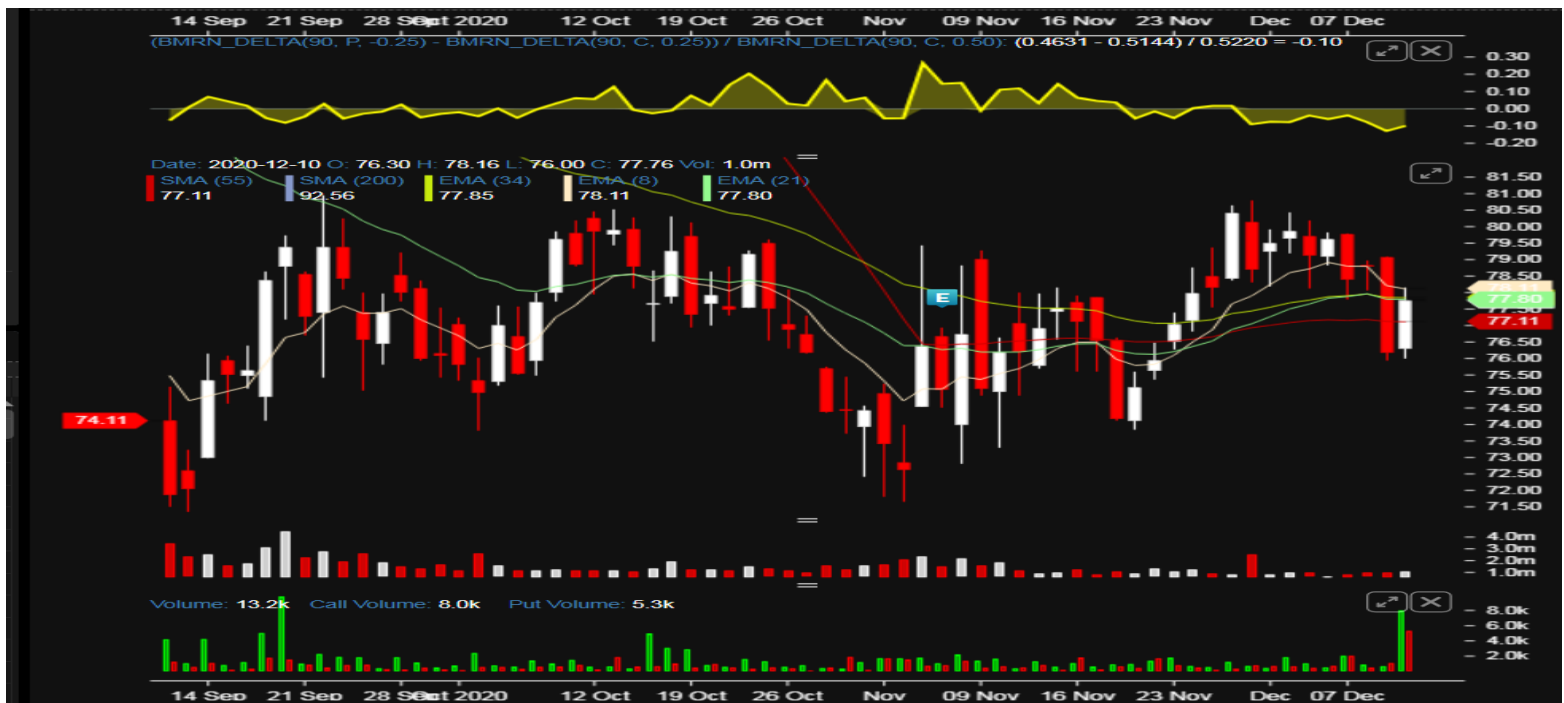 14 Sep 21 Sep 28 Sep Oct 2020 12 Oct 19 Oct 26 Oct Nov 09 Nov 16 Nov 23 Nov Dec 07 Dec
(BMRN_DELTA(90, P, -0.25) - BMRN_DELTA(90, C, 0.25)) / BMRN_DELTA(90, C, 0.50): (0.4631 - 0.5144) / 0.5220 = -0.10
0.30
0.20
0.10
0.00
-0.10
-0.20
Date: 2020-12-10 O: 76.30 H: 78.16 L: 76.00 C: 77.76 Vol: 1.0m
SMA (55) SMA (200) EMA (34) EMA (8) EMA (21)
77.11 92.56 77.85 78.11 77.80
81.50
81.00
80.50
80.00
79.50
79.00
78.50
78.11
77.80
77.50
77.11
76.50
76.00
75.50
75.00
74.50
74.00
73.50
73.00
72.50
72.00
71.50
E
74.11
4.0m
3.0m
2.0m
1.0m
Volume: 13.2k Call Volume: 8.0k Put Volume: 5.3k
8.0k
6.0k
4.0k
2.0k
14 Sep 21 Sep 28 Sep Oct 2020 12 Oct 19 Oct 26 Oct Nov 09 Nov 16 Nov 23 Nov Dec 07 Dec